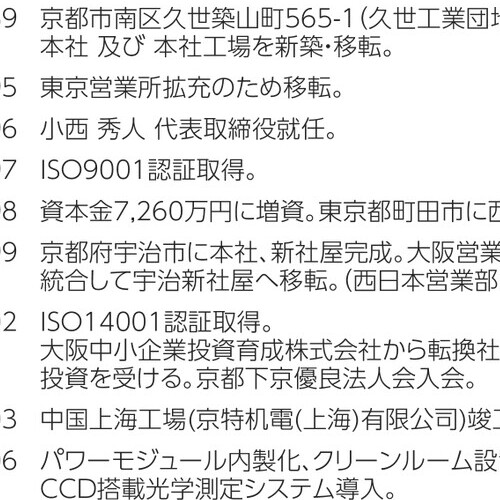 9 京都市南区久世築山町565-1(久世工業団地
本社 及び 本社工場を新築・移転。
5 東京営業所拡充のため移転。
6 小西 秀人 代表取締役就任。
7 ISO9001認証取得。
8 資本金7,260万円に増資。東京都町田市に西
9 京都府宇治市に本社、新社屋完成。大阪営業
統合して宇治新社屋へ移転。(西日本営業部
2 ISO14001認証取得。
大阪中小企業投資育成株式会社から転換社
投資を受ける。京都下京優良法人会入会。
3 中国上海工場(京特机電(上海)有限公司)竣工
6 パワーモジュール内製化、クリーンルーム設
CCD搭載光学測定システム導入。